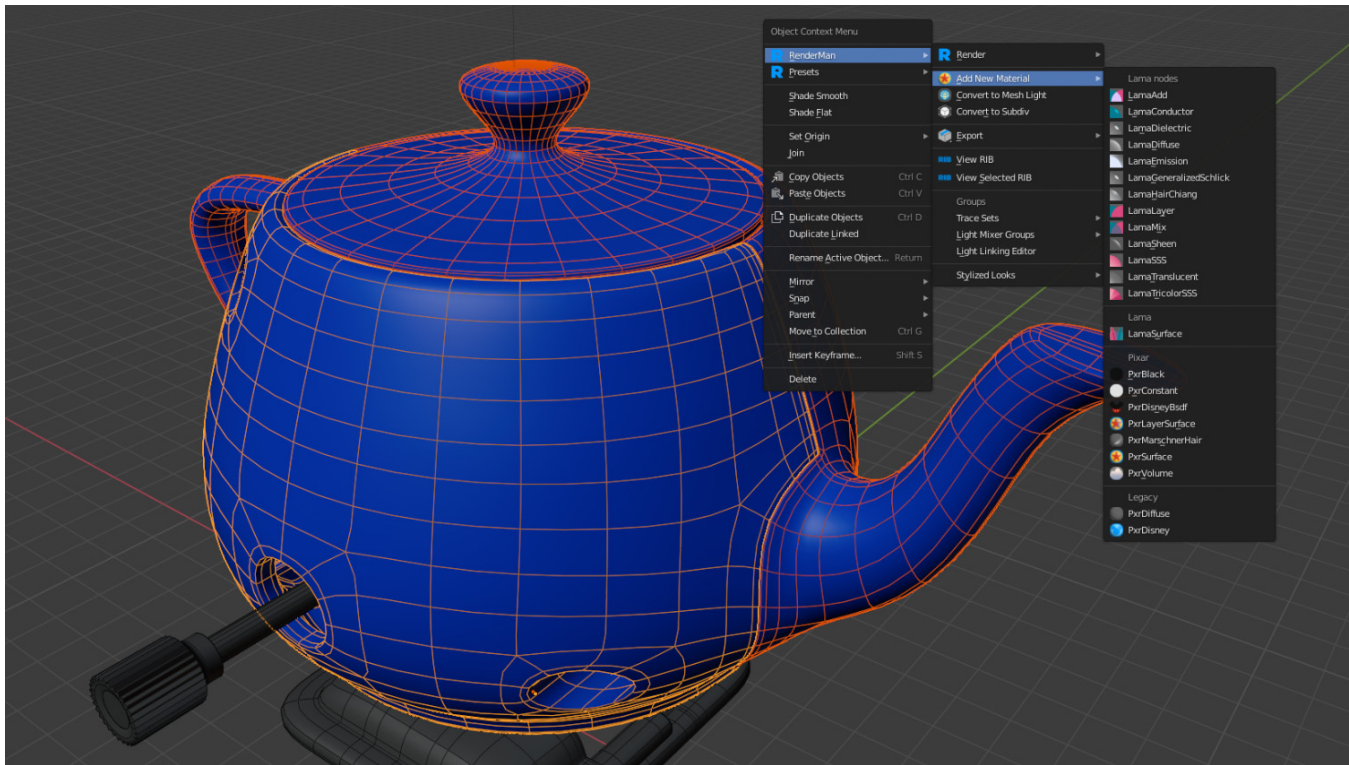 Object Context Menu
RenderMan
Presets
Shade Smooth
Shade Flat
Set Origin
Join
Copy Objects Ctrl C
Paste Objects Ctrl V
Duplicate Objects Ctrl D
Duplicate Linked
Rename Active Object... Return
Mirror
Snap
Parent
Move to Collection Ctrl G
Insert Keyframe... Shift S
Delete
R Render
Add New Material
Convert to Mesh Light
Convert to Subdiv
Export
RIB View RIB
RIB View Selected RIB
Groups
Trace Sets
Light Mixer Groups
Light Linking Editor
Stylized Looks
Lama nodes
LamaAdd
LamaConductor
LamaDielectric
LamaDiffuse
LamaEmission
LamaGeneralizedSchlick
LamaHairChiang
LamaLayer
LamaMix
LamaSheen
LamaSSS
LamaTranslucent
LamaTricolorSSS
Lama
LamaSurface
Pixar
PxrBlack
PxrConstant
PxrDisneyBsdf
PxrLayerSurface
PxrMarschnerHair
PxrSurface
PxrVolume
Legacy
PxrDiffuse
PxrDisney